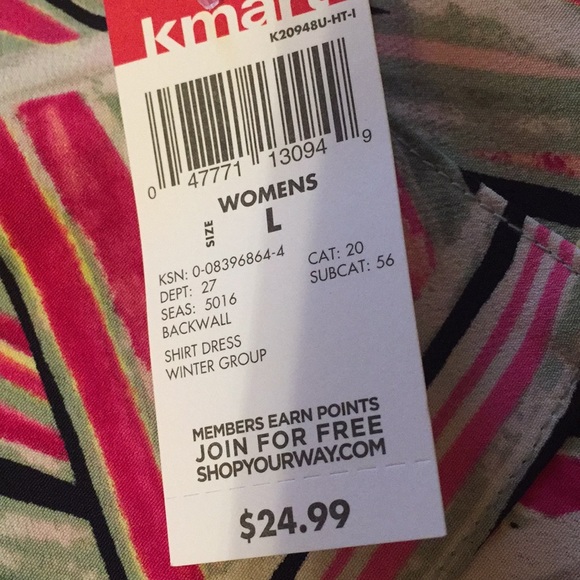 kmart
K20948U-HT-I
0 47771 13094 9
WOMENS
SIZE L
KSN: 0-08396864-4
DEPT: 27
SEAS: 5016
BACKWALL
CAT: 20
SUBCAT: 56
SHIRT DRESS
WINTER GROUP
MEMBERS EARN POINTS
JOIN FOR FREE
SHOPYOURWAY.COM
$24.99